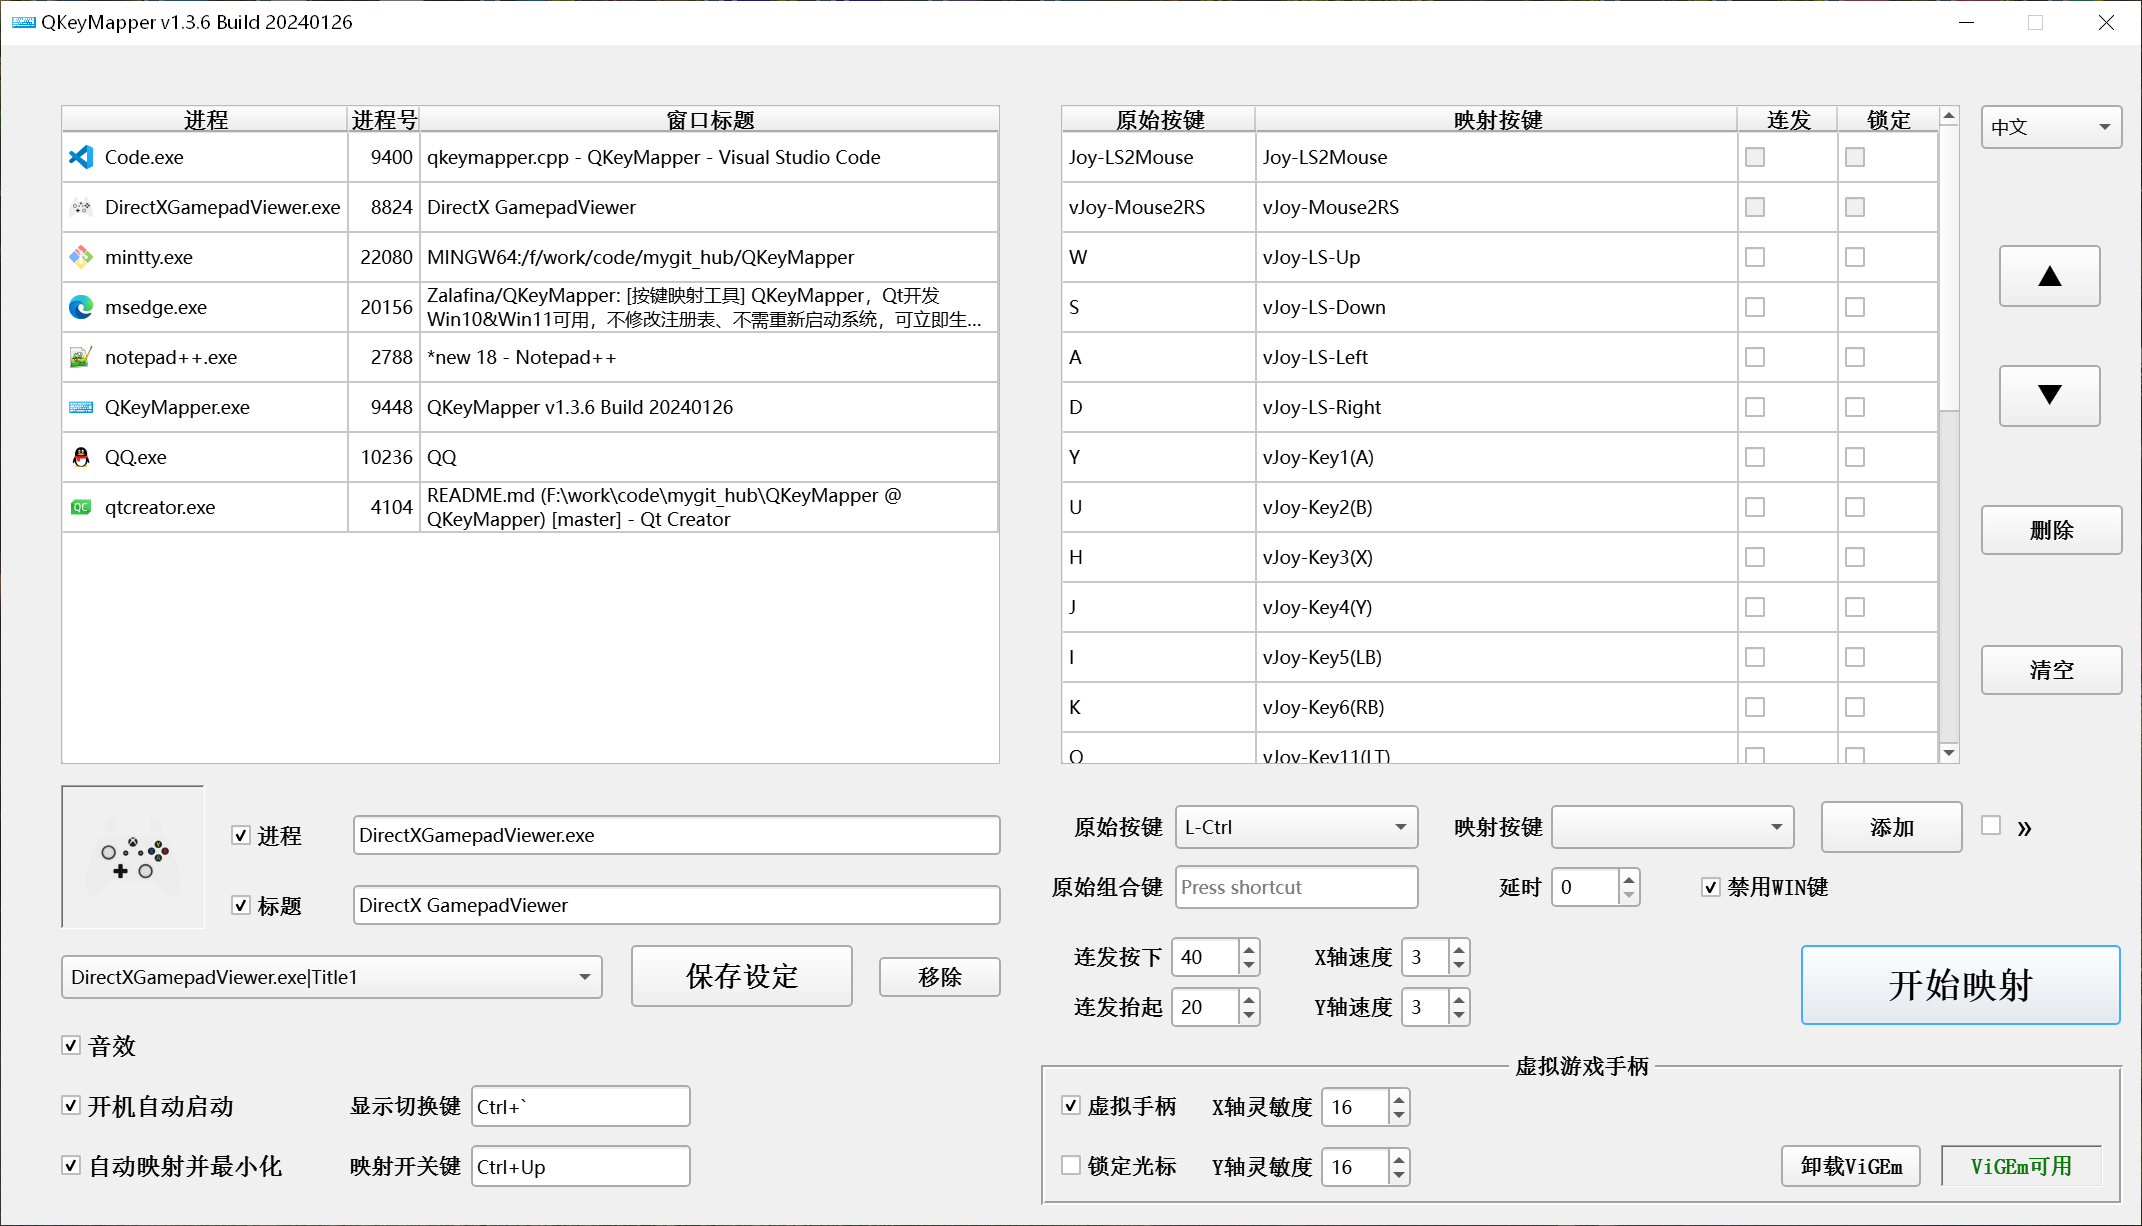 QKeyMapper v1.3.6 Build 20240126
进程 进程号 窗口标题
Code.exe 9400 qkeymapper.cpp - QKeyMapper - Visual Studio Code
DirectXGamepadViewer.exe 8824 DirectX GamepadViewer
mintty.exe 22080 MINGW64:/f/work/code/mygit_hub/QKeyMapper
msedge.exe 20156 Zalafina/QKeyMapper: [按键映射工具] QKeyMapper，Qt开发
Win10&Win11可用，不修改注册表、不需重新启动系统，可立即生...
notepad++.exe 2788 *new 18 - Notepad++
QKeyMapper.exe 9448 QKeyMapper v1.3.6 Build 20240126
QQ.exe 10236 QQ
qtcreator.exe 4104 README.md (F:\work\code\mygit_hub\QKeyMapper @
QKeyMapper) [master] - Qt Creator
原始按键 映射按键 连发 锁定
Joy-LS2Mouse Joy-LS2Mouse
vJoy-Mouse2RS vJoy-Mouse2RS
W vJoy-LS-Up
S vJoy-LS-Down
A vJoy-LS-Left
D vJoy-LS-Right
Y vJoy-Key1(A)
U vJoy-Key2(B)
H vJoy-Key3(X)
J vJoy-Key4(Y)
I vJoy-Key5(LB)
K vJoy-Key6(RB)
O vJoy-Key11(LT)
中文
▲
▼
删除
清空
进程 DirectXGamepadViewer.exe
标题 DirectX GamepadViewer
DirectXGamepadViewer.exe|Title1 保存设定 移除
音效
开机自动启动 显示切换键 Ctrl+`
自动映射并最小化 映射开关键 Ctrl+Up
原始按键 L-Ctrl 映射按键 添加 »
原始组合键 Press shortcut 延时 0 禁用WIN键
连发按下 40 X轴速度 3
连发抬起 20 Y轴速度 3
开始映射
虚拟游戏手柄
虚拟手柄 X轴灵敏度 16
锁定光标 Y轴灵敏度 16 卸载ViGEm ViGEm可用